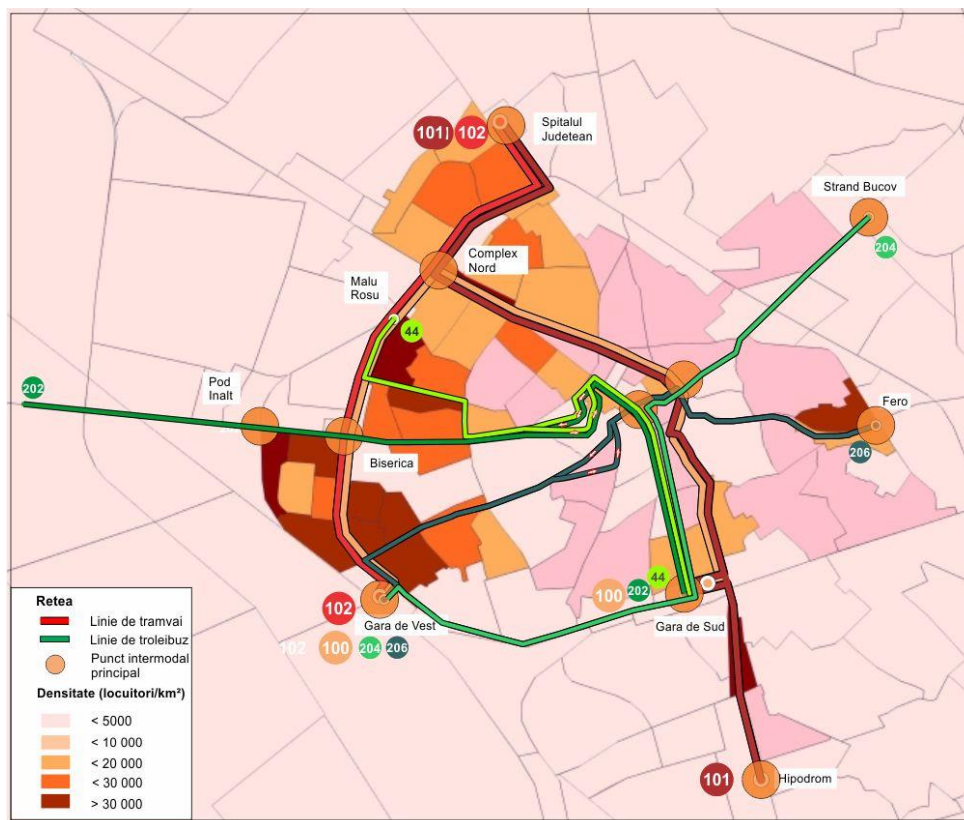 101
102
Spitalul
Judetean
Strand Bucov
204
Complex
Nord
Malu
Rosu
44
202
Pod
Inalt
Fero
Biserica
206
44
100
202
102
Gara de Vest
Gara de Sud
102
100
204
206
101
Hipodrom
Retea
Linie de tramvai
Linie de troleibuz
Punct intermodal
principal
Densitate (locuitori/km²)
< 5000
< 10 000
< 20 000
< 30 000
> 30 000